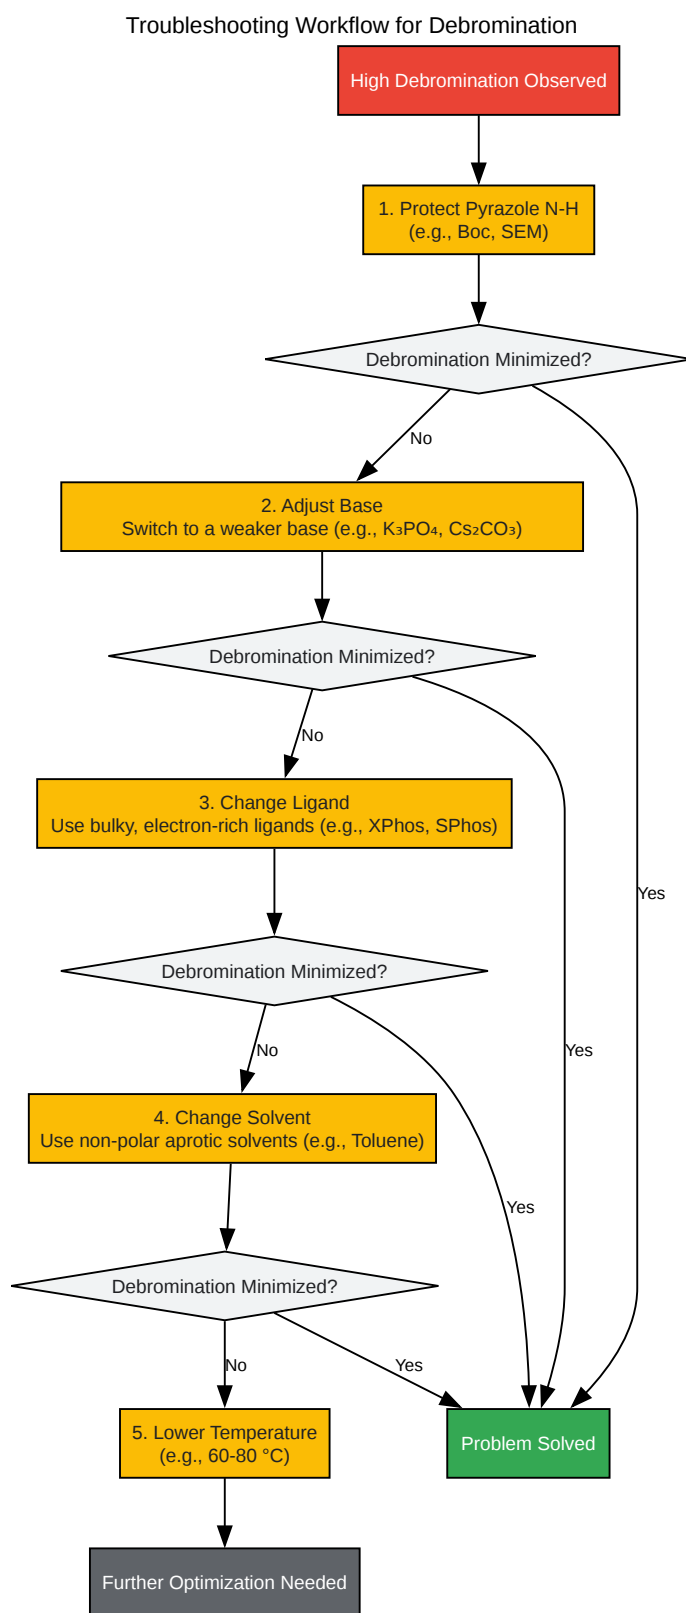 Troubleshooting Workflow for Debromination
High Debromination Observed
1. Protect Pyrazole N-H
(e.g., Boc, SEM)
Debromination Minimized?
No
2. Adjust Base
Switch to a weaker base (e.g., K₃PO₄, Cs₂CO₃)
Debromination Minimized?
No
3. Change Ligand
Use bulky, electron-rich ligands (e.g., XPhos, SPhos)
Yes
Debromination Minimized?
No
Yes
4. Change Solvent
Use non-polar aprotic solvents (e.g., Toluene)
Yes
Debromination Minimized?
No
Yes
5. Lower Temperature
(e.g., 60-80 °C)
Problem Solved
Further Optimization Needed